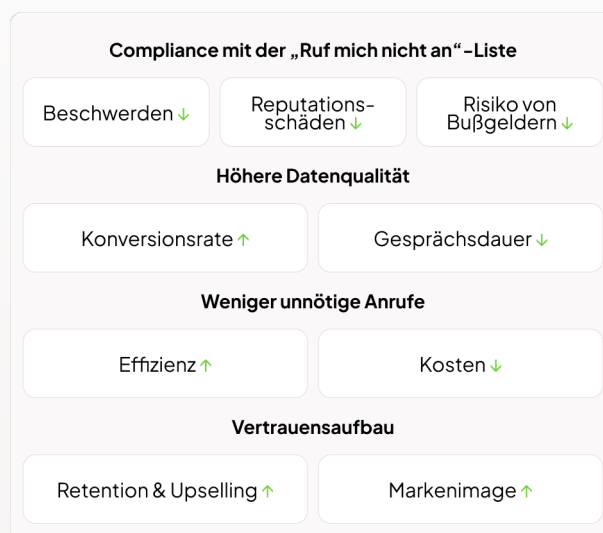 Compliance mit der „Ruf mich nicht an“-Liste
Beschwerden ↓
Reputations-
schäden ↓
Risiko von
Bußgeldern ↓
Höhere Datenqualität
Konversionsrate ↑
Gesprächsdauer ↓
Weniger unnötige Anrufe
Effizienz ↑
Kosten ↓
Vertrauensaufbau
Retention & Upselling ↑
Markenimage ↑